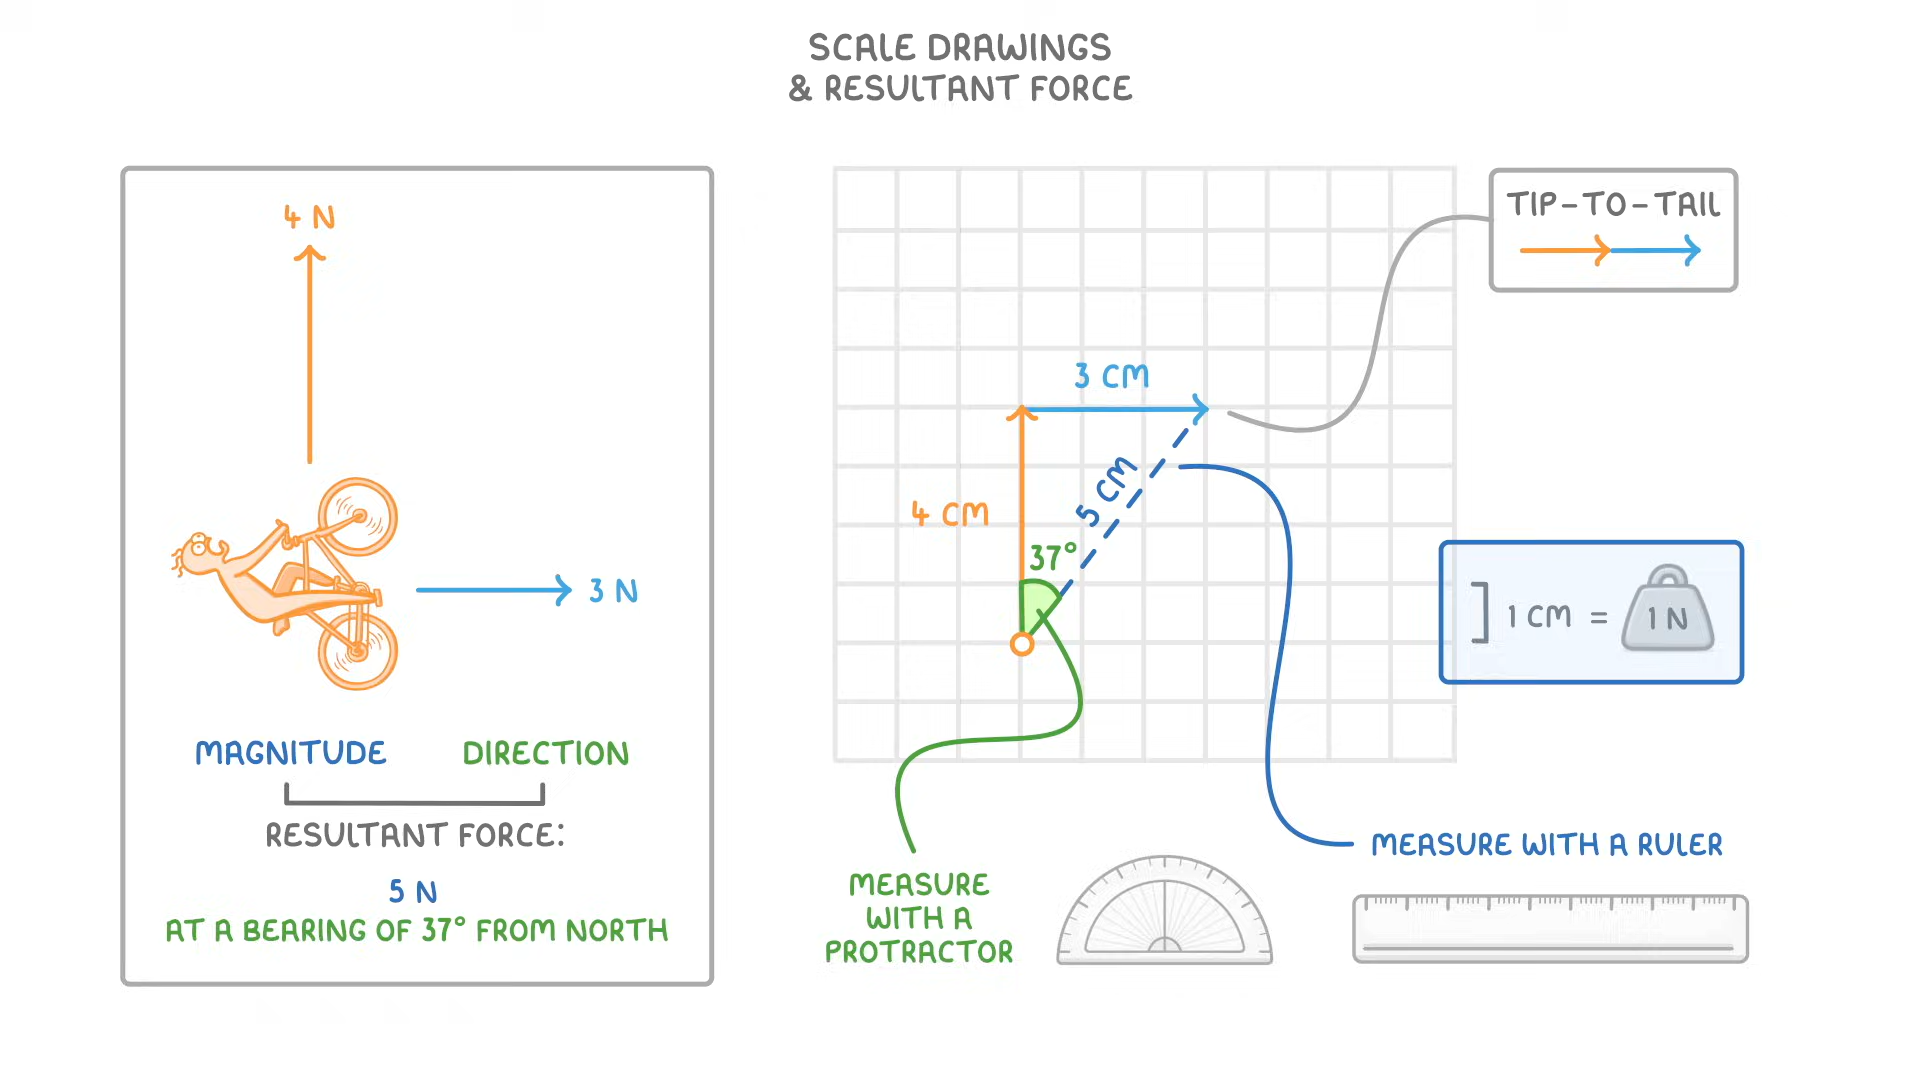 SCALE DRAWINGS
& RESULTANT FORCE
4 N
3 N
MAGNITUDE
DIRECTION
RESULTANT FORCE:
5 N
AT A BEARING OF 37° FROM NORTH
TIP-TO-TAIL
3 CM
4 CM
5 CM
37°
1 CM = 1 N
MEASURE WITH A RULER
MEASURE
WITH A
PROTRACTOR